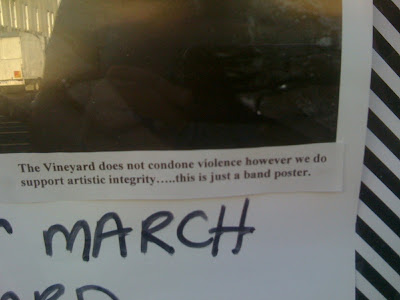 The Vineyard does not condone violence however we do
support artistic integrity.....this is just a band poster.
MARCH